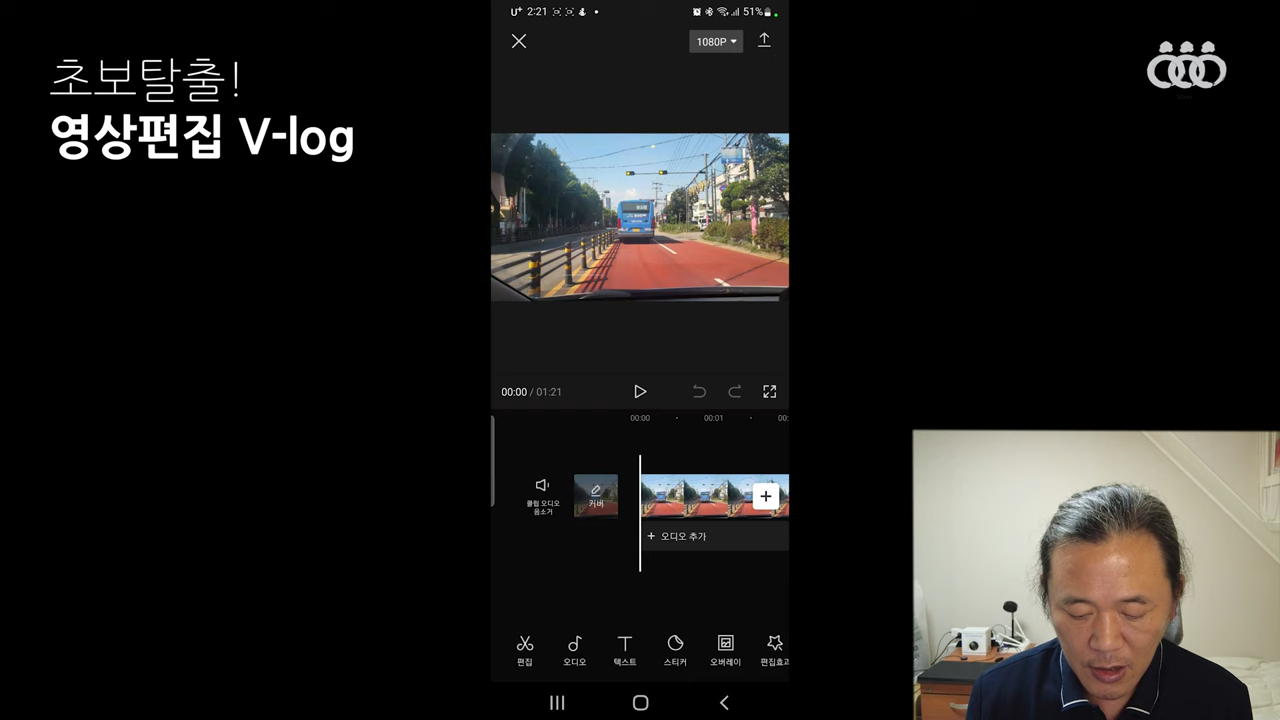 초보탈출!
영상편집 V-log
U+ 2:21
51%
1080P
00:00 / 01:21
00:00
00:01
00:
클립 오디오
음소거
커버
+ 오디오 추가
편집
오디오
텍스트
스티커
오버레이
편집효과